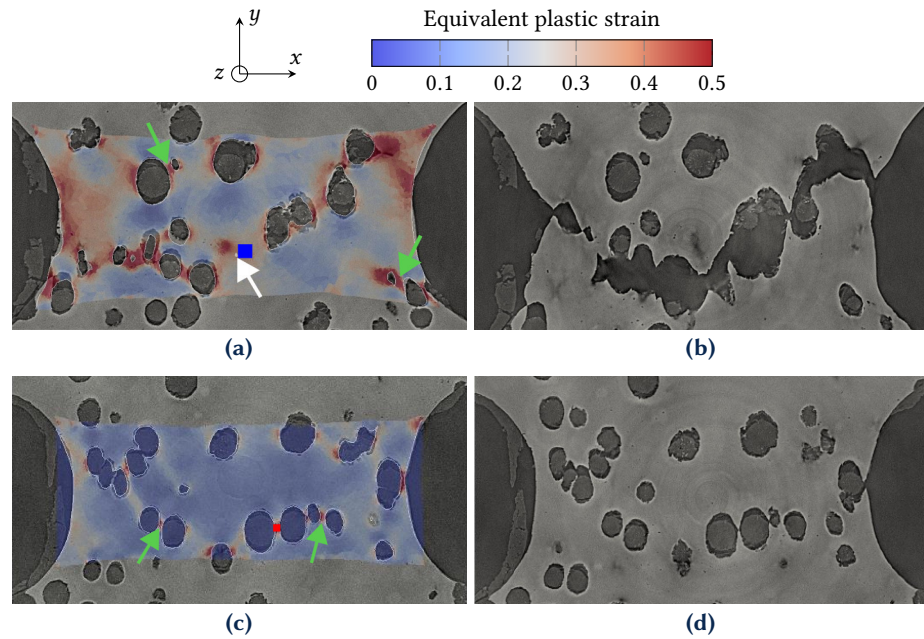 y
Equivalent plastic strain
x
z
0 0.1 0.2 0.3 0.4 0.5
(a) (b)
(c) (d)